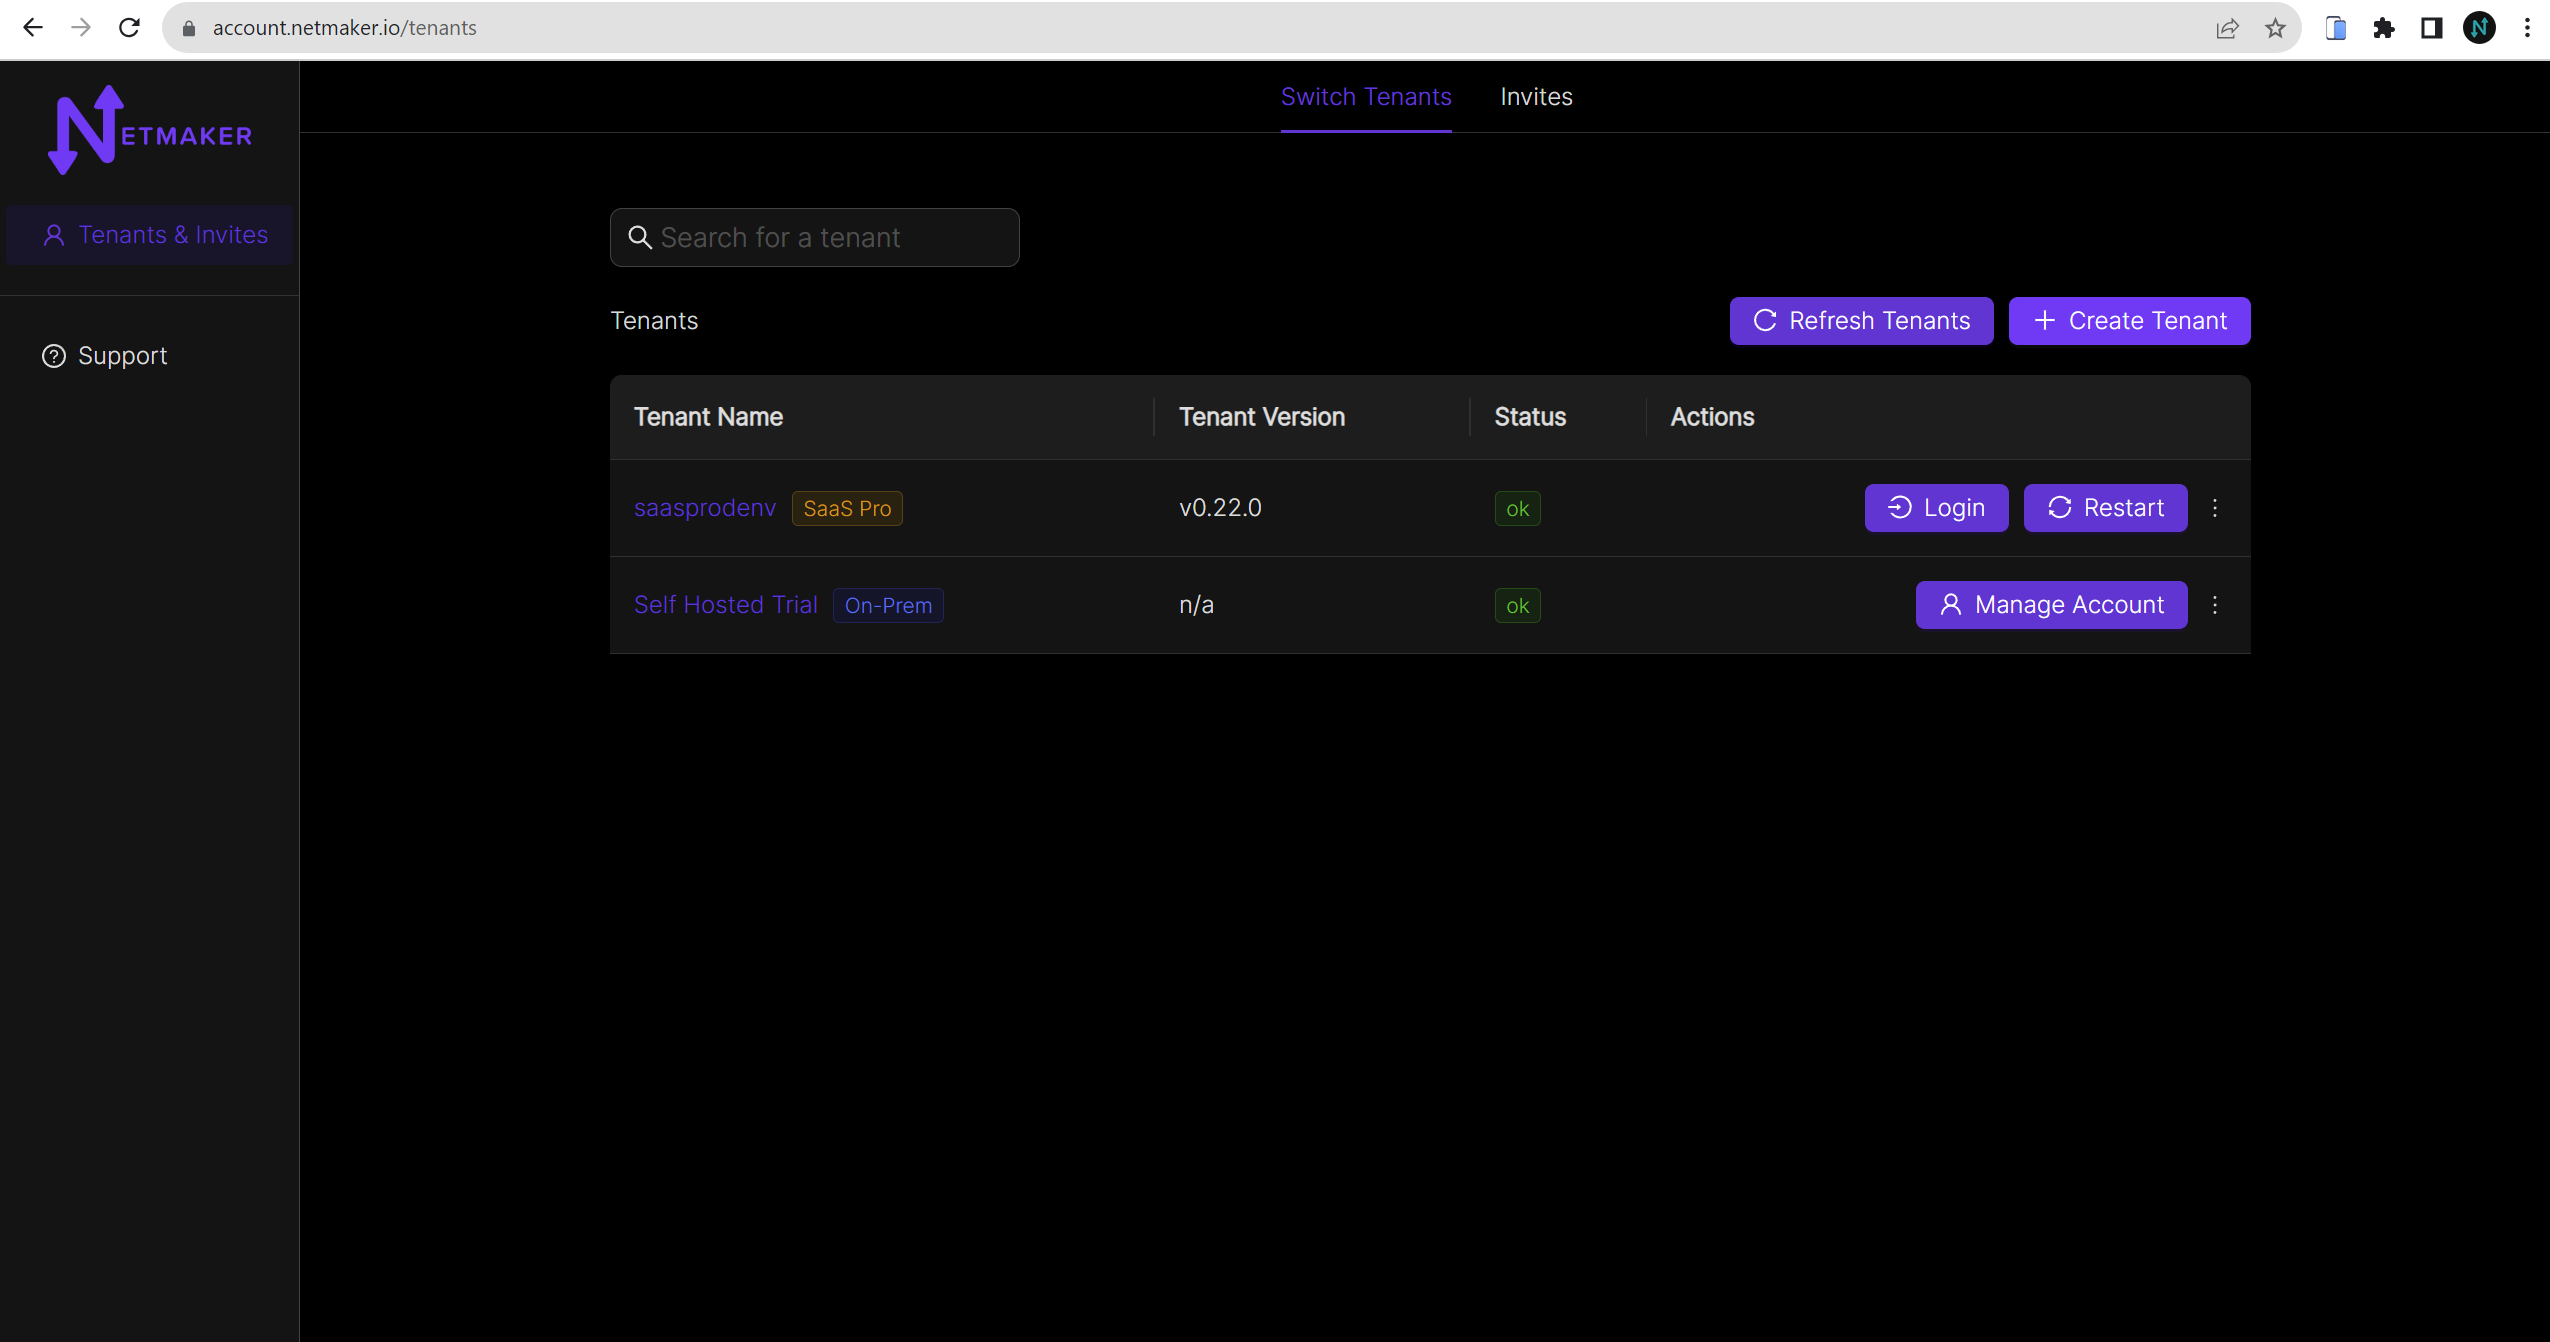 account.netmaker.io/tenants
NETMAKER
Switch Tenants Invites
Tenants & Invites
Support
Search for a tenant
Tenants Refresh Tenants Create Tenant
Tenant Name Tenant Version Status Actions
saasprodenv SaaS Pro v0.22.0 ok Login Restart
Self Hosted Trial On-Prem n/a ok Manage Account